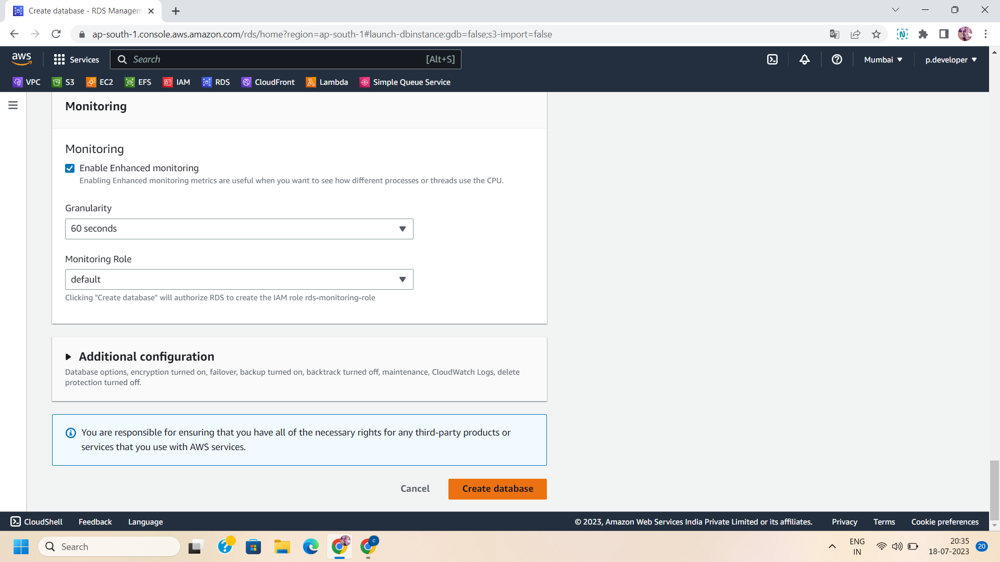 Create database - RDS Managem
ap-south-1.console.aws.amazon.com/rds/home?region=ap-south-1#launch-dbinstance:gdb=false;s3-import=false
aws
Services
Search
[Alt+S]
Mumbai
p.developer
VPC
S3
EC2
EFS
IAM
RDS
CloudFront
Lambda
Simple Queue Service
Monitoring
Monitoring
Enable Enhanced monitoring
Enabling Enhanced monitoring metrics are useful when you want to see how different processes or threads use the CPU.
Granularity
60 seconds
Monitoring Role
default
Clicking "Create database" will authorize RDS to create the IAM role rds-monitoring-role
Additional configuration
Database options, encryption turned on, failover, backup turned on, backtrack turned off, maintenance, CloudWatch Logs, delete
protection turned off.
You are responsible for ensuring that you have all of the necessary rights for any third-party products or
services that you use with AWS services.
Cancel
Create database
CloudShell
Feedback
Language
© 2023, Amazon Web Services India Private Limited or its affiliates.
Privacy
Terms
Cookie preferences
Search
ENG
IN
20:35
18-07-2023
20